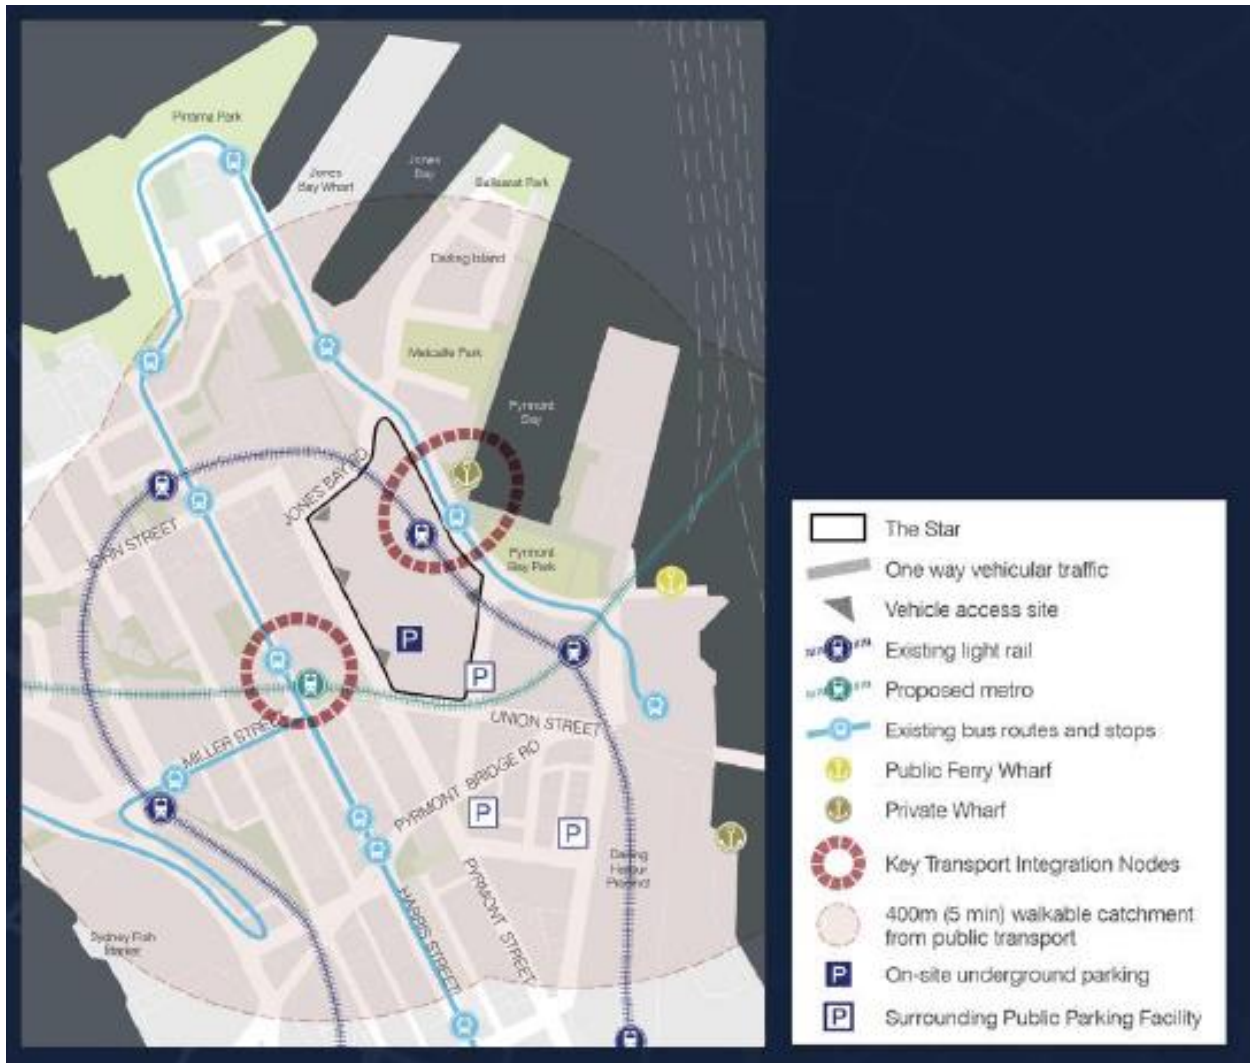 Pirrama Park
Jones
Bay Wharf
Jones
Bay
Ballaarat Park
Darling Island
Metcalfe Park
Pyrmont
Bay
JONES BAY RD
STREET
Pyrmont
Bay Park
P
P
UNION STREET
MILLER STREET
PYRMONT BRIDGE RD
P
P
Darling
Harbour
Precinct
PYRMONT STREET
HARRIS STREET
Sydney Fish
Market
The Star
One way vehicular traffic
Vehicle access site
Existing light rail
Proposed metro
Existing bus routes and stops
Public Ferry Wharf
Private Wharf
Key Transport Integration Nodes
400m (5 min) walkable catchment
from public transport
P On-site underground parking
P Surrounding Public Parking Facility